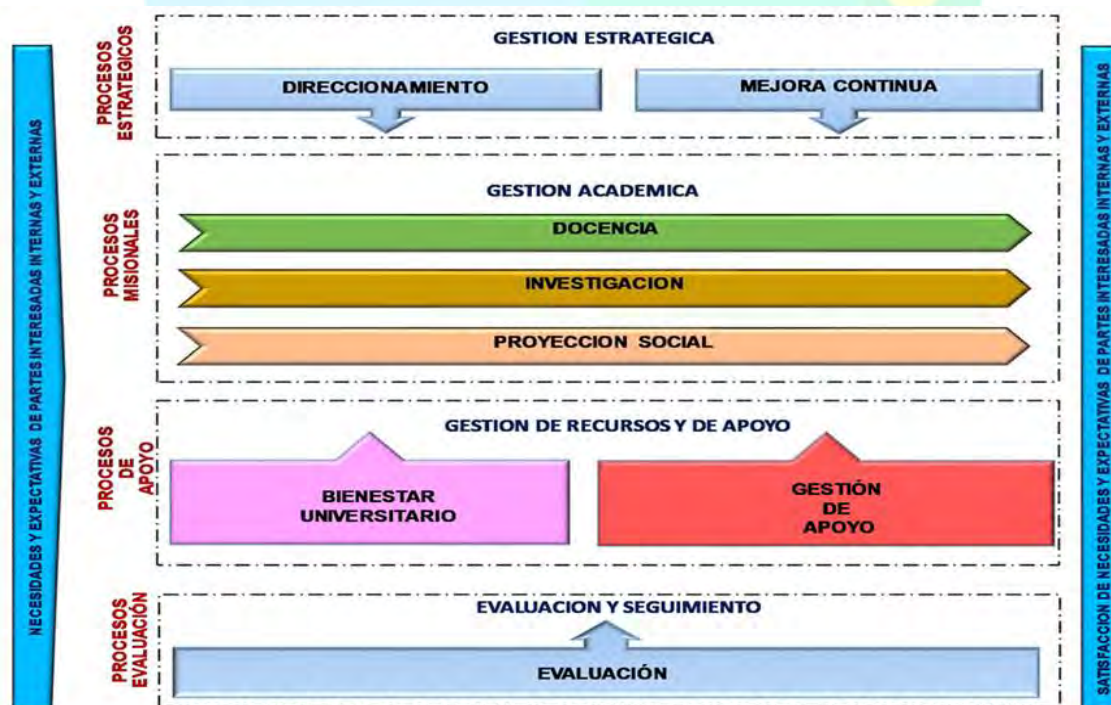 NECESIDADES Y EXPECTATIVAS DE PARTES INTERESADAS INTERNAS Y EXTERNAS
PROCESOS
ESTRATEGICOS
GESTION ESTRATEGICA
DIRECCIONAMIENTO
MEJORA CONTINUA
PROCESOS
MISIONALES
GESTION ACADEMICA
DOCENCIA
INVESTIGACION
PROYECCION SOCIAL
PROCESOS
DE
APOYO
GESTION DE RECURSOS Y DE APOYO
BIENESTAR
UNIVERSITARIO
GESTIÓN
DE
APOYO
PROCESOS
EVALUACIÓN
EVALUACION Y SEGUIMIENTO
EVALUACIÓN
SATISFACCION DE NECESIDADES Y EXPECTATIVAS DE PARTES INTERESADAS INTERNAS Y EXTERNAS